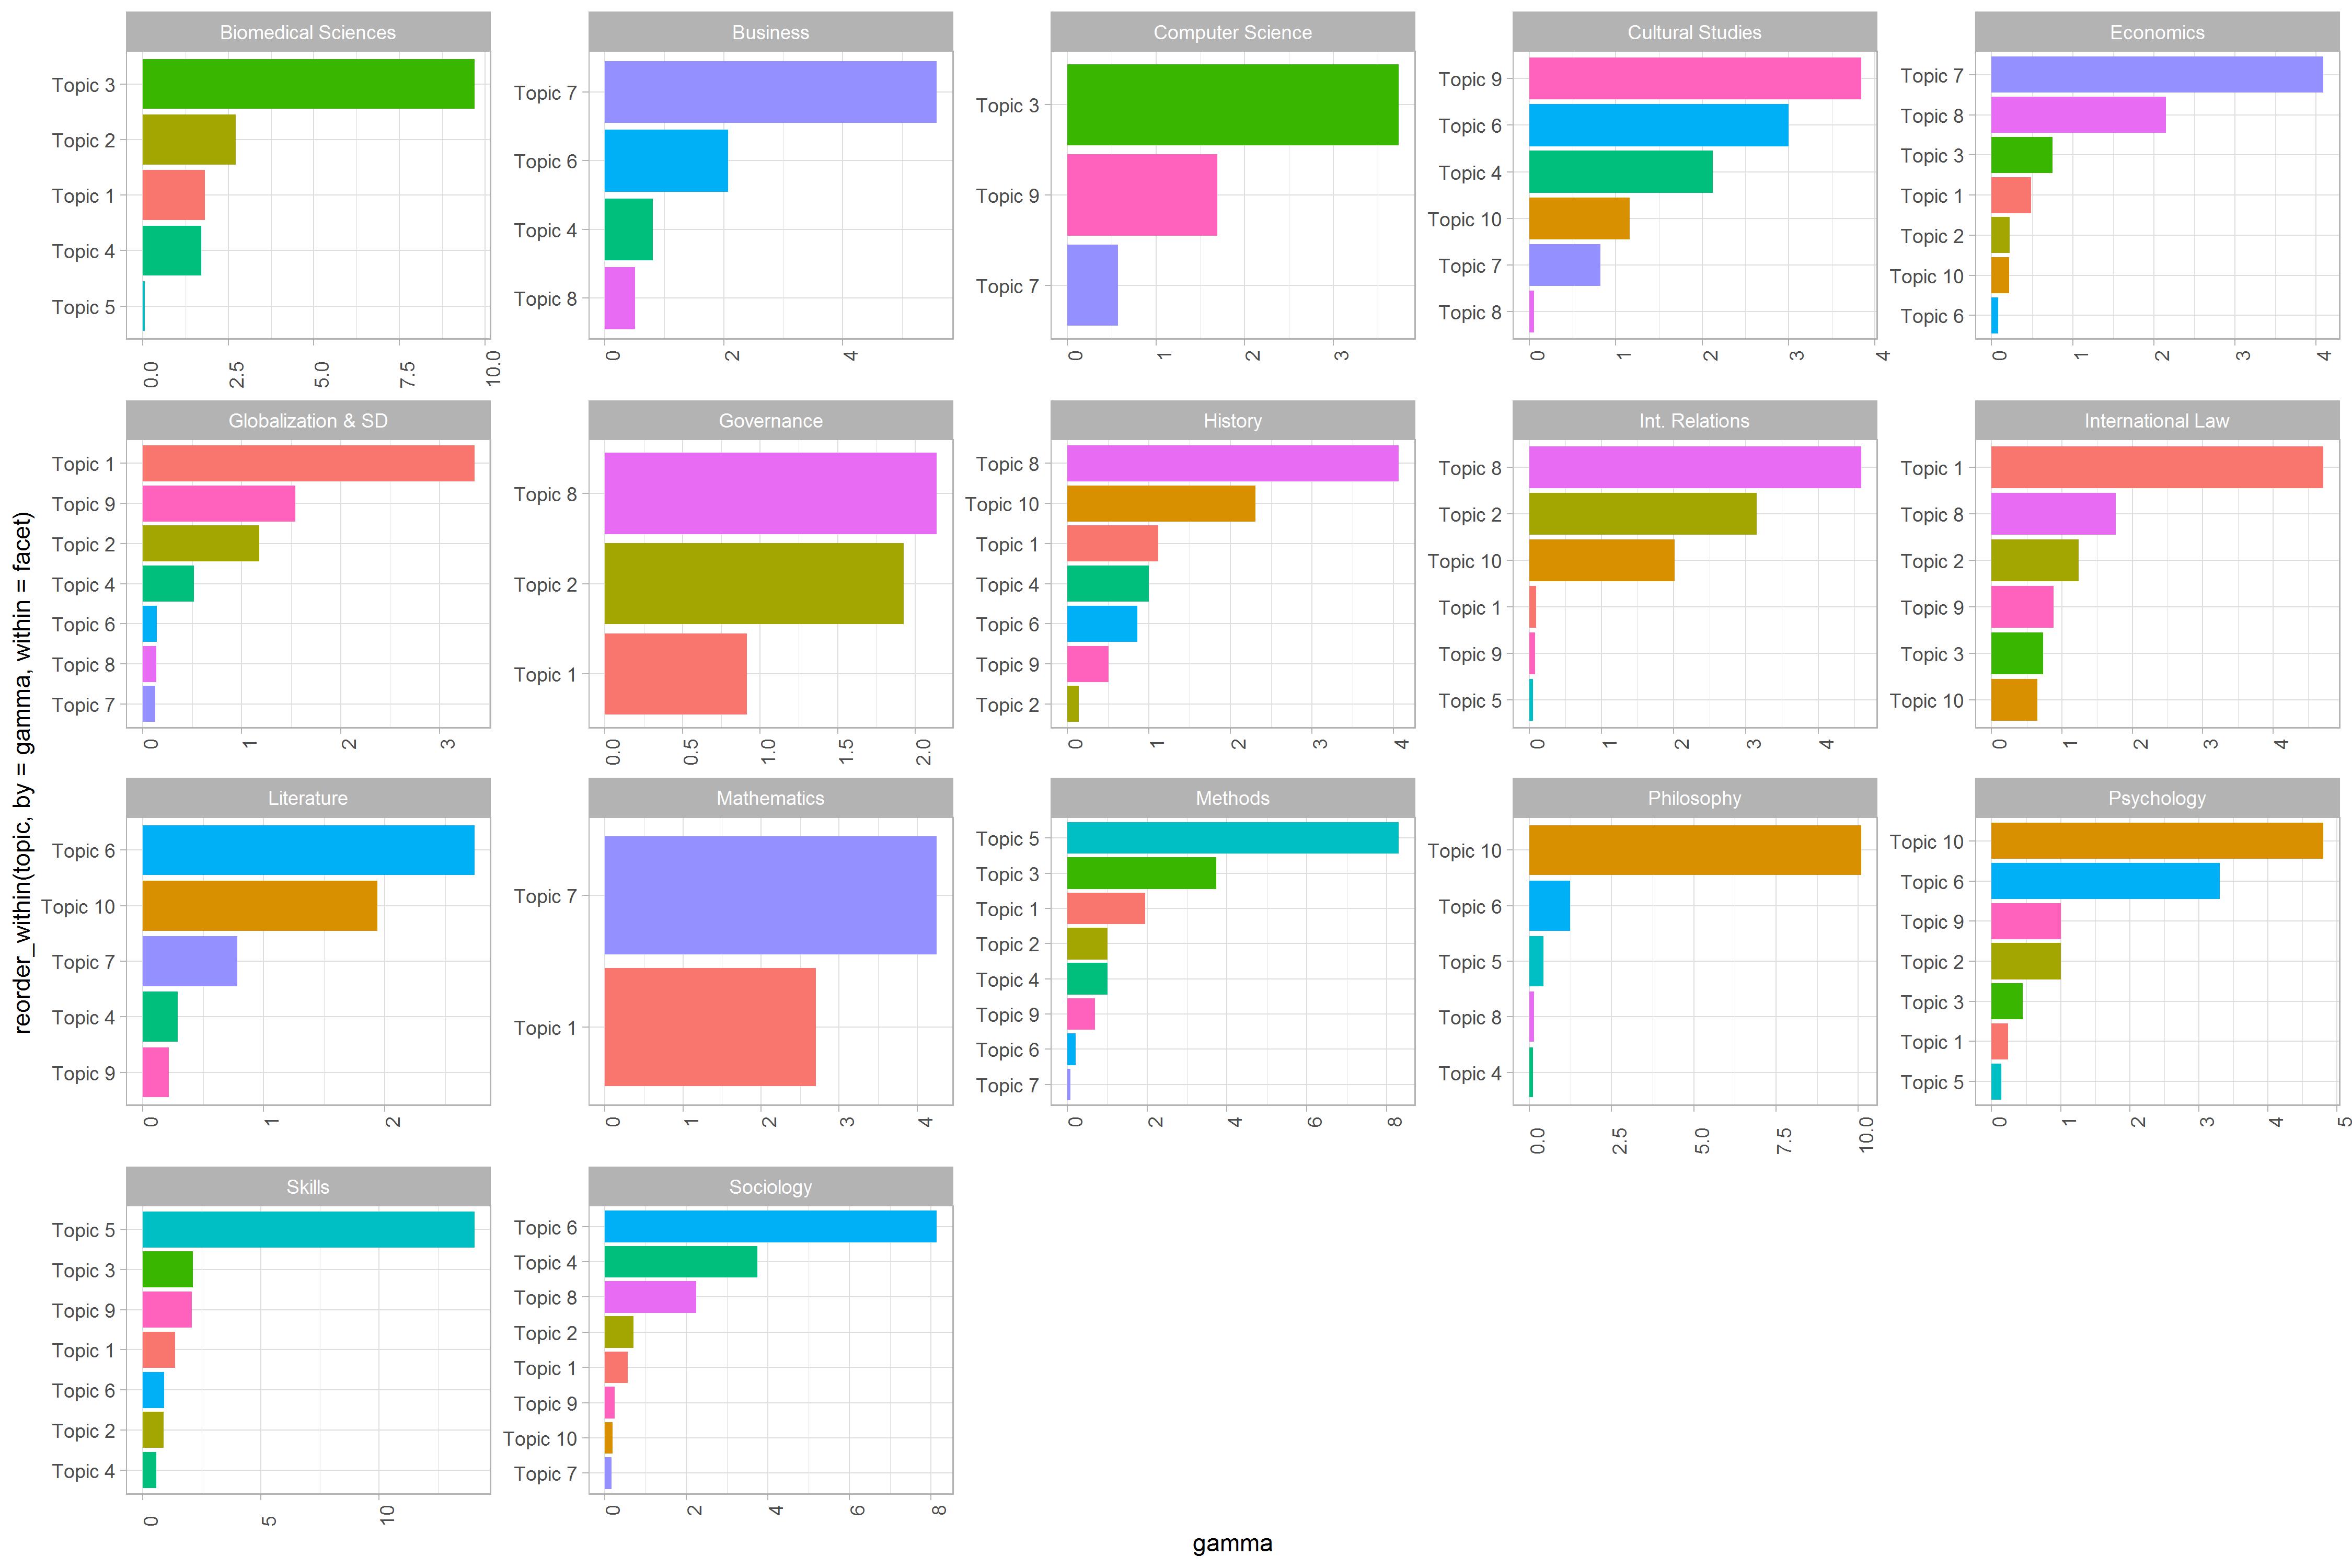 Biomedical Sciences
Topic 3
Topic 2
Topic 1
Topic 4
Topic 5
0.0 2.5 5.0 7.5 10.0
Business
Topic 7
Topic 6
Topic 4
Topic 8
0 2 4
Computer Science
Topic 3
Topic 9
Topic 7
0 1 2 3
Cultural Studies
Topic 9
Topic 6
Topic 4
Topic 10
Topic 7
Topic 8
0 1 2 3 4
Economics
Topic 7
Topic 8
Topic 3
Topic 1
Topic 2
Topic 10
Topic 6
0 1 2 3 4
Globalization & SD
Topic 1
Topic 9
Topic 2
Topic 4
Topic 6
Topic 8
Topic 7
0 1 2 3
Governance
Topic 8
Topic 2
Topic 1
0.0 0.5 1.0 1.5 2.0
History
Topic 8
Topic 10
Topic 1
Topic 4
Topic 6
Topic 9
Topic 2
0 1 2 3 4
Int. Relations
Topic 8
Topic 2
Topic 10
Topic 1
Topic 9
Topic 5
0 1 2 3 4
International Law
Topic 1
Topic 8
Topic 2
Topic 9
Topic 3
Topic 10
0 1 2 3 4
Literature
Topic 6
Topic 10
Topic 7
Topic 4
Topic 9
0 1 2
Mathematics
Topic 7
Topic 1
0 1 2 3 4
Methods
Topic 5
Topic 3
Topic 1
Topic 2
Topic 4
Topic 9
Topic 6
Topic 7
0 2 4 6 8
Philosophy
Topic 10
Topic 6
Topic 5
Topic 8
Topic 4
0.0 2.5 5.0 7.5 10.0
Psychology
Topic 10
Topic 6
Topic 9
Topic 2
Topic 3
Topic 1
Topic 5
0 1 2 3 4 5
Skills
Topic 5
Topic 3
Topic 9
Topic 1
Topic 6
Topic 2
Topic 4
0 5 10
Sociology
Topic 6
Topic 4
Topic 8
Topic 2
Topic 1
Topic 9
Topic 10
Topic 7
0 2 4 6 8
reorder_within(topic, by = gamma, within = facet)
gamma